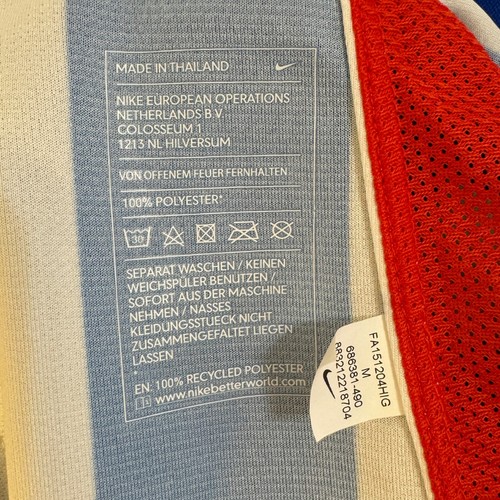 MADE IN THAILAND
NIKE EUROPEAN OPERATIONS
NETHERLANDS B.V.
COLOSSEUM 1
1213 NL HILVERSUM
VON OFFENEM FEUER FERNHALTEN
100% POLYESTER*
30
SEPARAT WASCHEN / KEINEN
WEICHSPÜLER BENUTZEN /
SOFORT AUS DER MASCHINE
NEHMEN / NASSES
KLEIDUNGSSTUECK NICHT
ZUSAMMENGEFALTET LIEGEN
LASSEN
EN: 100% RECYCLED POLYESTER
www.nikebetterworld.com
FA151204HIG
M
686381-490
BR3212218704